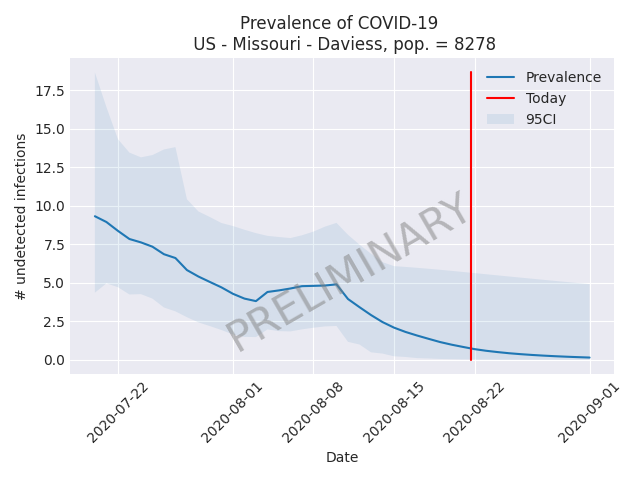 Prevalence of COVID-19
US - Missouri - Daviess, pop. = 8278
Prevalence
Today
95CI
17.5
15.0
12.5
10.0
7.5
5.0
2.5
0.0
# undetected infections
PRELIMINARY
2020-07-22
2020-08-01
2020-08-08
2020-08-15
2020-08-22
2020-09-01
Date